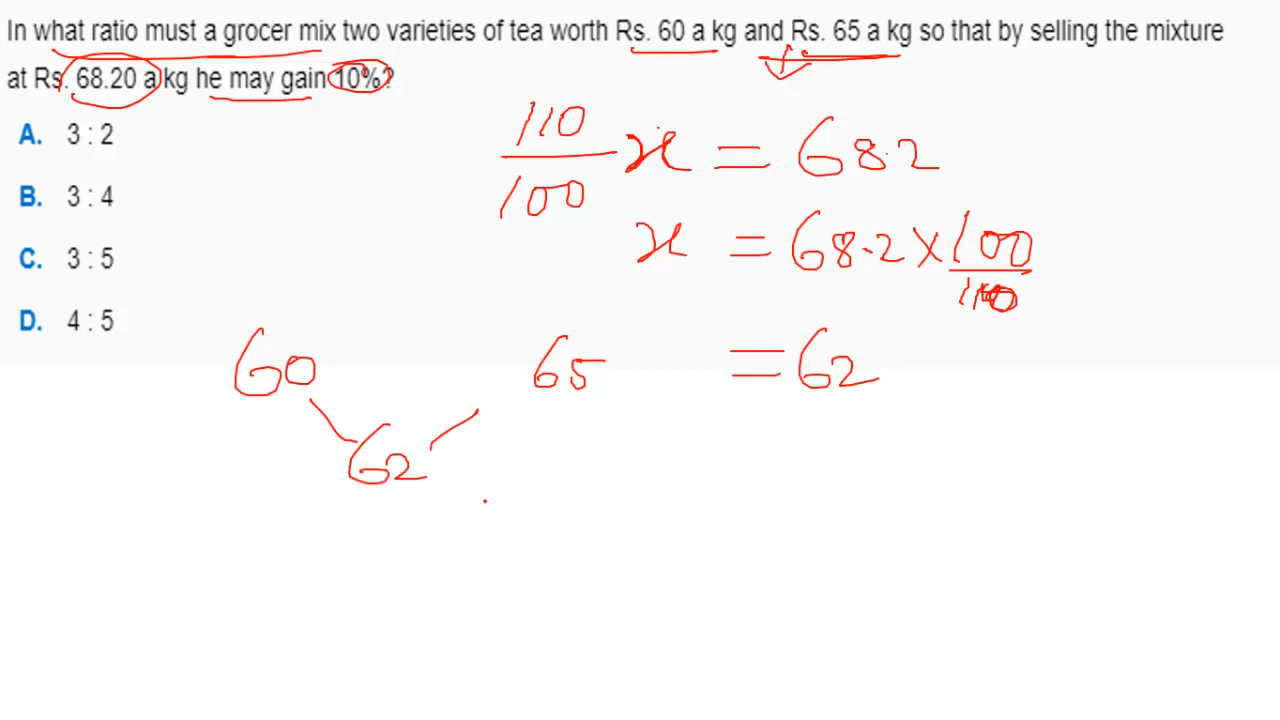 In what ratio must a grocer mix two varieties of tea worth Rs. 60 a kg and Rs. 65 a kg so that by selling the mixture
at Rs. 68.20 a kg he may gain 10%?
A. 3 : 2
B. 3 : 4
C. 3 : 5
D. 4 : 5
110/100 x = 68.2
x = 68.2 × 100/110
60 65 = 62
62